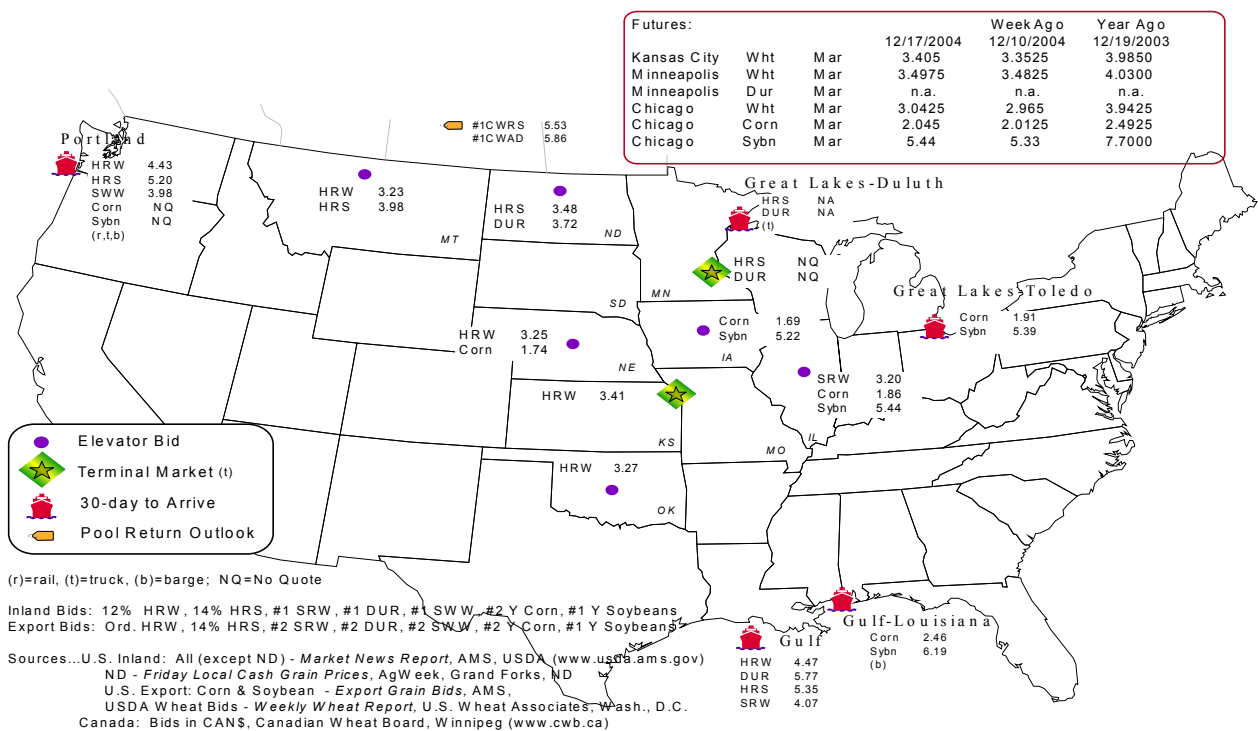 Futures: Week Ago Year Ago
12/17/2004 12/10/2004 12/19/2003
Kansas City Wht Mar 3.405 3.3525 3.9850
Minneapolis Wht Mar 3.4975 3.4825 4.0300
Minneapolis Dur Mar n.a. n.a. n.a.
Chicago Wht Mar 3.0425 2.965 3.9425
Chicago Corn Mar 2.045 2.0125 2.4925
Chicago Sybn Mar 5.44 5.33 7.7000
#1CWRS 5.53
#1CWAD 5.86
Portland
HRW 4.43
HRS 5.20
SWW 3.98
Corn NQ
Sybn NQ
(r,t,b)
HRW 3.23
HRS 3.98
MT
HRS 3.48
DUR 3.72
ND
Great Lakes-Duluth
HRS NA
DUR NA
(t)
HRS NQ
DUR NQ
MN
SD
Great Lakes-Toledo
Corn 1.91
Sybn 5.39
HRW 3.25
Corn 1.74
NE
Corn 1.69
Sybn 5.22
IA
SRW 3.20
Corn 1.86
Sybn 5.44
IL
HRW 3.41
KS
MO
HRW 3.27
OK
Elevator Bid
Terminal Market (t)
30-day to Arrive
Pool Return Outlook
(r)=rail, (t)=truck, (b)=barge; NQ=No Quote
Inland Bids: 12% HRW, 14% HRS, #1 SRW, #1 DUR, #1 SWW, #2 Y Corn, #1 Y Soybeans
Export Bids: Ord. HRW, 14% HRS, #2 SRW, #2 DUR, #2 SWW, #2 Y Corn, #1 Y Soybeans
Gulf-Louisiana
Corn 2.46
Sybn 6.19
(b)
Gulf
HRW 4.47
DUR 5.77
HRS 5.35
SRW 4.07
Sources...U.S. Inland: All (except ND) - Market News Report, AMS, USDA (www.usda.ams.gov)
ND - Friday Local Cash Grain Prices, AgWeek, Grand Forks, ND
U.S. Export: Corn & Soybean - Export Grain Bids, AMS,
USDA Wheat Bids - Weekly Wheat Report, U.S. Wheat Associates, Wash., D.C.
Canada: Bids in CAN$, Canadian Wheat Board, Winnipeg (www.cwb.ca)